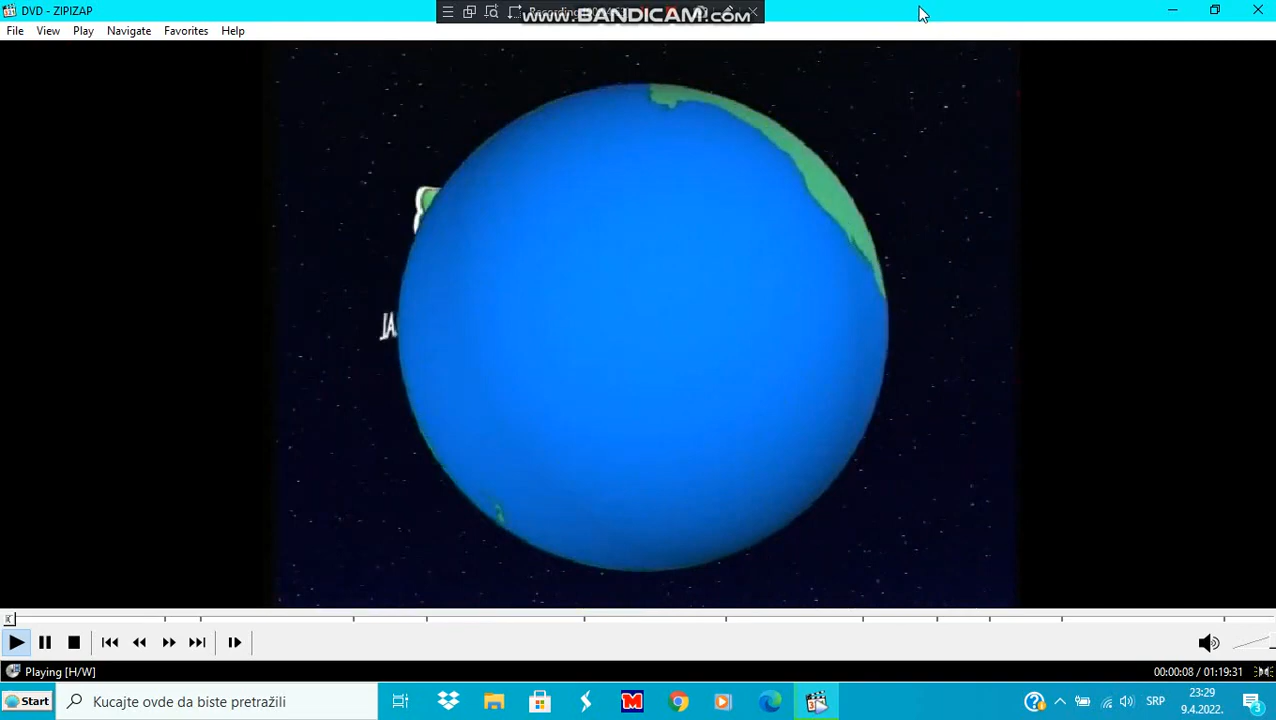 DVD - ZIPIZAP
www.BANDICAM.com
File View Play Navigate Favorites Help
Playing [H/W]
00:00:08 / 01:19:31
Start
Kucajte ovde da biste pretražili
SRP
23:29
9.4.2022.
3